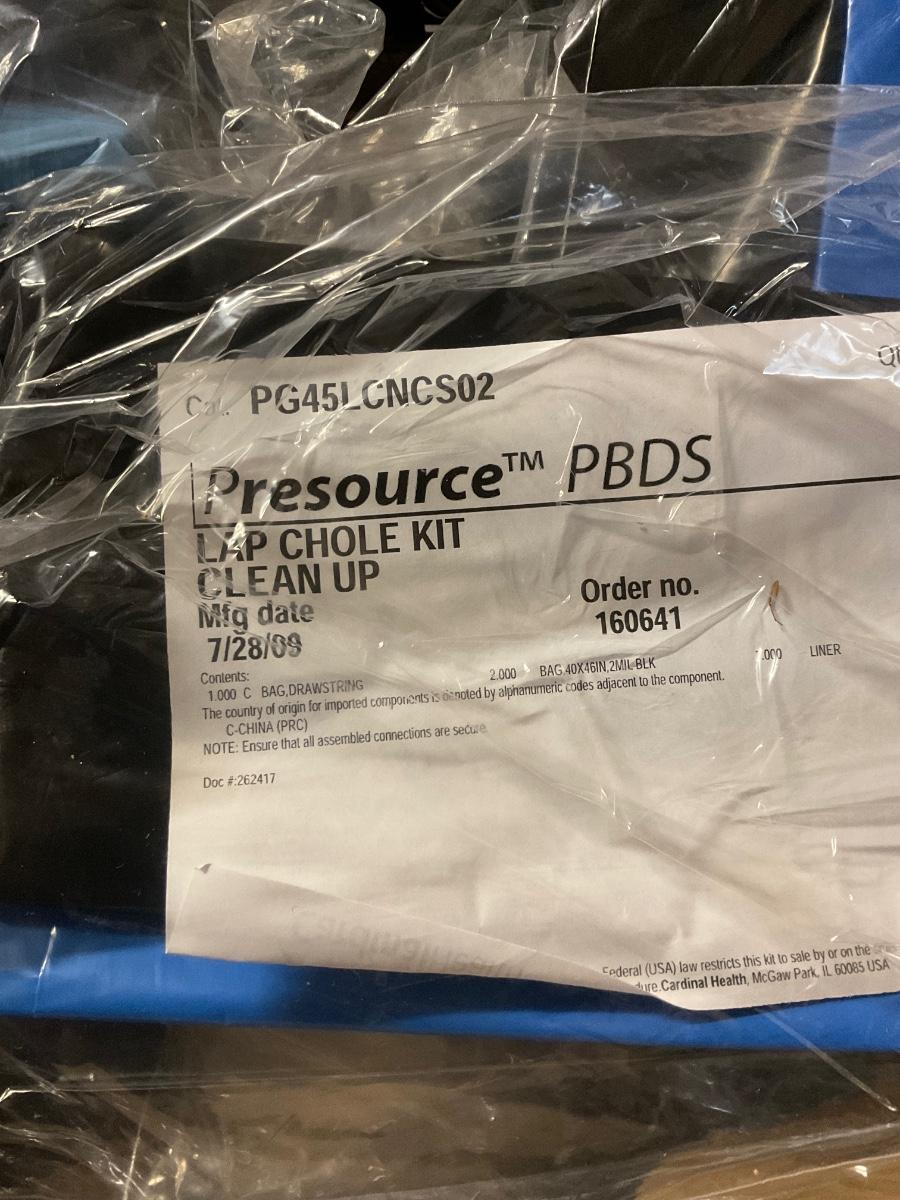 Cat. PG45LCNCS02
Presource™ PBDS
LAP CHOLE KIT
CLEAN UP
Mfg date
7/28/09
Order no.
160641
Contents:
1.000 C BAG,DRAWSTRING
2.000 BAG,40X46IN,2MIL-BLK
LINER
The country of origin for imported components is denoted by alphanumeric codes adjacent to the component.
C-CHINA (PRC)
NOTE: Ensure that all assembled connections are secure
Doc #:262417
Federal (USA) law restricts this kit to sale by or on the
Cardinal Health, McGaw Park, IL 60085 USA